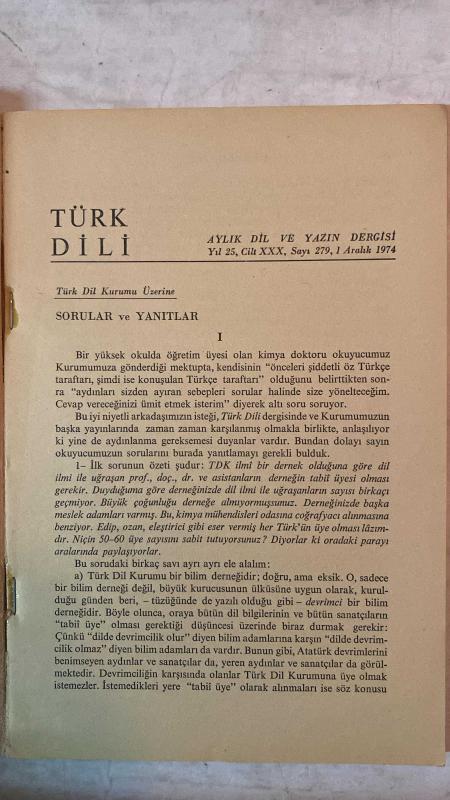 TÜRK
DİLİ
AYLIK DİL VE YAZIN DERGİSİ
Yıl 25, Cilt XXX, Sayı 279, 1 Aralık 1974
Türk Dil Kurumu Üzerine
SORULAR ve YANITLAR
I
Bir yüksek okulda öğretim üyesi olan kimya doktoru okuyucumuz
Kurumumuza gönderdiği mektupta, kendisinin “önceleri şiddetli öz Türkçe
taraftarı, şimdi ise konuşulan Türkçe taraftarı” olduğunu belirttikten son-
ra “aydınları sizden ayıran sebepleri sorular halinde size yönelteceğim.
Cevap vereceğinizi ümit etmek isterim” diyerek altı soru soruyor.
Bu iyi niyetli arkadaşımızın isteği, Türk Dili dergisinde ve Kurumumuzun
başka yayınlarında zaman zaman karşılanmış olmakla birlikte, anlaşılıyor
ki yine de aydınlanma gereksemesi duyanlar vardır. Bundan dolayı sayın
okuyucumuzun sorularını burada yanıtlamayı gerekli bulduk.
1– İlk sorunun özeti şudur: TDK ilmî bir dernek olduğuna göre dil
ilmi ile uğraşan prof., doç., dr. ve asistanların derneğin tabiî üyesi olması
gerekir. Duyduğuma göre derneğinizde dil ilmi ile uğraşanların sayısı birkaçı
geçmiyor. Büyük çoğunluğu derneğe almıyormuşsunuz. Derneğinizde başka
meslek adamları varmış. Bu, kimya mühendisleri odasına coğrafyacı alınmasına
benziyor. Edip, ozan, eleştirici gibi eser vermiş her Türk'ün üye olması lâzım-
dır. Niçin 50–60 üye sayısını sabit tutuyorsunuz? Diyorlar ki oradaki parayı
aralarında paylaşıyorlar.
Bu sorudaki birkaç savı ayrı ayrı ele alalım:
a) Türk Dil Kurumu bir bilim derneğidir; doğru, ama eksik. O, sadece
bir bilim derneği değil, büyük kurucusunun ülküsüne uygun olarak, kurul-
duğu günden beri, – tüzüğünde de yazılı olduğu gibi – devrimci bir bilim
derneğidir. Böyle olunca, oraya bütün dil bilginlerinin ve bütün sanatçıların
“tabiî üye” olması gerektiği düşüncesi üzerinde biraz durmak gerekir:
Çünkü “dilde devrimcilik olur” diyen bilim adamlarına karşın “dilde devrim-
cilik olmaz” diyen bilim adamları da vardır. Bunun gibi, Atatürk devrimlerini
benimseyen aydınlar ve sanatçılar da, yeren aydınlar ve sanatçılar da görül-
mektedir. Devrimciliğin karşısında olanlar Türk Dil Kurumuna üye olmak
istemezler. İstemedikleri yere “tabiî üye” olarak alınmaları ise söz konusu